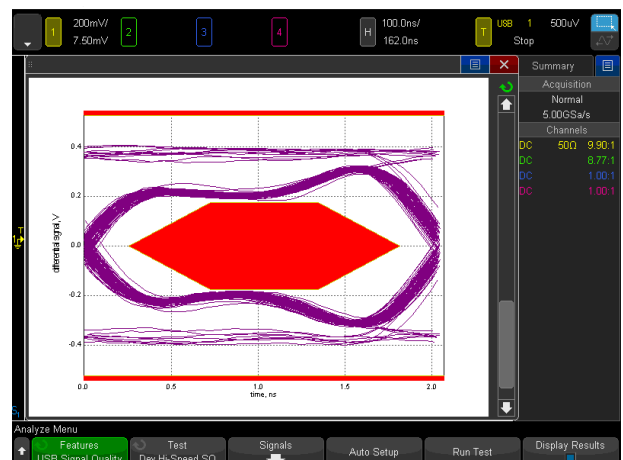 1 200mV/ 7.50mV 2 3 4 H 100.0ns/ 162.0ns T USB 1 500uV Stop
Summary
Acquisition
Normal
5.00GSa/s
Channels
DC 50Ω 9.90:1
DC 8.77:1
DC 1.00:1
DC 1.00:1
differential signal, V
0.4
0.2
0.0
-0.2
-0.4
0.0 0.5 1.0 1.5 2.0
time, ns
T
1
S1
Analyze Menu
Features
USB Signal Quality
Test
Dev Hi-Speed SQ
Signals
Auto Setup
Run Test
Display Results